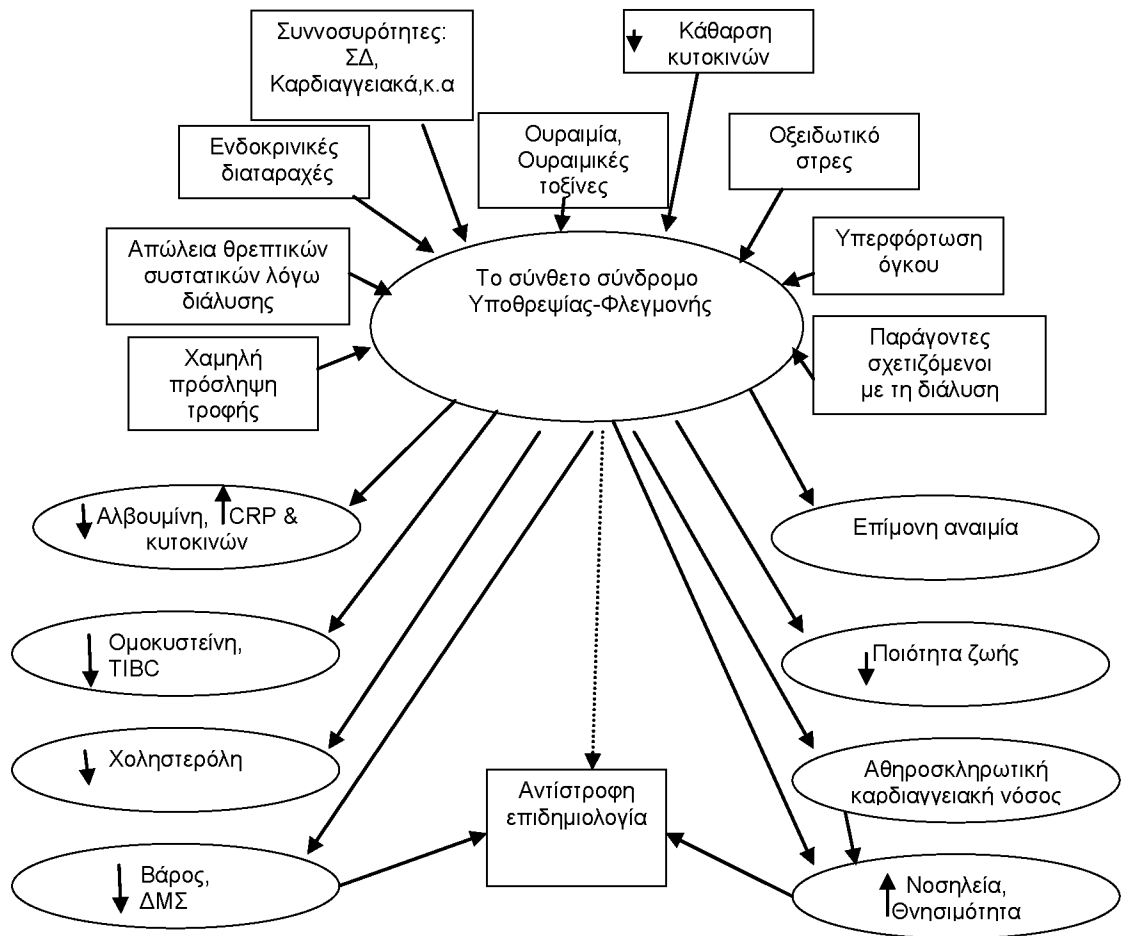 Συννοσυρότητες:
ΣΔ,
Καρδιαγγειακά,κ.α
↓ Κάθαρση
κυτοκινών
Ενδοκρινικές
διαταραχές
Ουραιμία,
Ουραιμικές
τοξίνες
Οξειδωτικό
στρες
Απώλεια θρεπτικών
συστατικών λόγω
διάλυσης
Το σύνθετο σύνδρομο
Υποθρεψίας-Φλεγμονής
Υπερφόρτωση
όγκου
Χαμηλή
πρόσληψη
τροφής
Παράγοντες
σχετιζόμενοι
με τη διάλυση
↓ Αλβουμίνη, ↑ CRP &
κυτοκινών
Επίμονη αναιμία
↓ Ομοκυστείνη,
TIBC
↓ Ποιότητα ζωής
↓ Χοληστερόλη
Αντίστροφη
επιδημιολογία
Αθηροσκληρωτική
καρδιαγγειακή νόσος
↓ Βάρος,
ΔΜΣ
↑ Νοσηλεία,
Θνησιμότητα